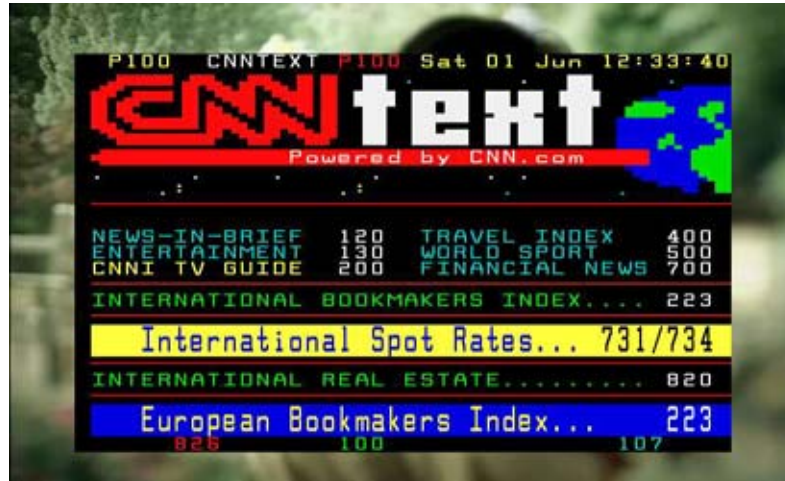 P100 CNNTEXT P100 Sat 01 Jun 12:33:40
CNN text
Powered by CNN.com
NEWS-IN-BRIEF 120 TRAVEL INDEX 400
ENTERTAINMENT 130 WORLD SPORT 500
CNNI TV GUIDE 200 FINANCIAL NEWS 700
INTERNATIONAL BOOKMAKERS INDEX.... 223
International Spot Rates... 731/734
INTERNATIONAL REAL ESTATE......... 820
European Bookmakers Index... 223
826 100 107